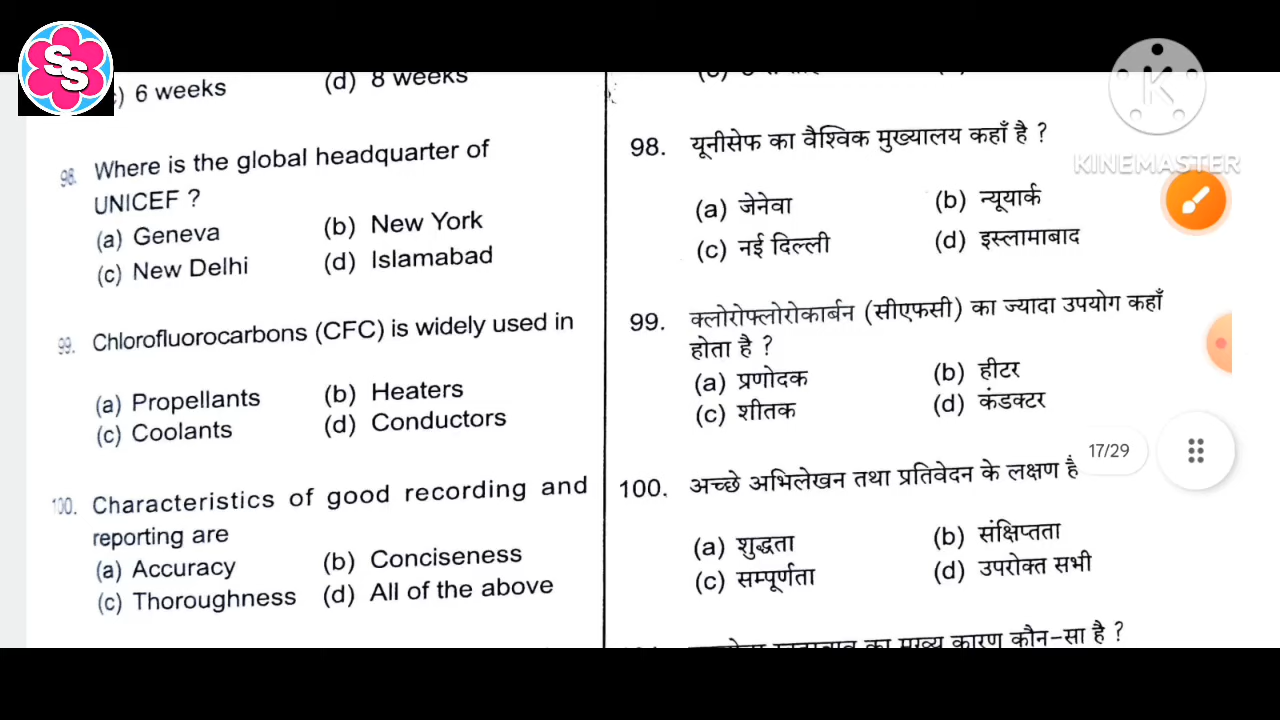 SS
KINEMASTER
6 weeks
(d) 8 weeks
98. Where is the global headquarter of
UNICEF ?
(a) Geneva (b) New York
(c) New Delhi (d) Islamabad
99. Chlorofluorocarbons (CFC) is widely used in
(a) Propellants (b) Heaters
(c) Coolants (d) Conductors
100. Characteristics of good recording and
reporting are
(a) Accuracy (b) Conciseness
(c) Thoroughness (d) All of the above
98. यूनीसेफ का वैश्विक मुख्यालय कहाँ है ?
(a) जेनेवा (b) न्यूयार्क
(c) नई दिल्ली (d) इस्लामाबाद
99. क्लोरोफ्लोरोकार्बन (सीएफसी) का ज्यादा उपयोग कहाँ
होता है ?
(a) प्रणोदक (b) हीटर
(c) शीतक (d) कंडक्टर
17/29
100. अच्छे अभिलेखन तथा प्रतिवेदन के लक्षण हैं
(a) शुद्धता (b) संक्षिप्तता
(c) सम्पूर्णता (d) उपरोक्त सभी
का मुख्य कारण कौन-सा है ?